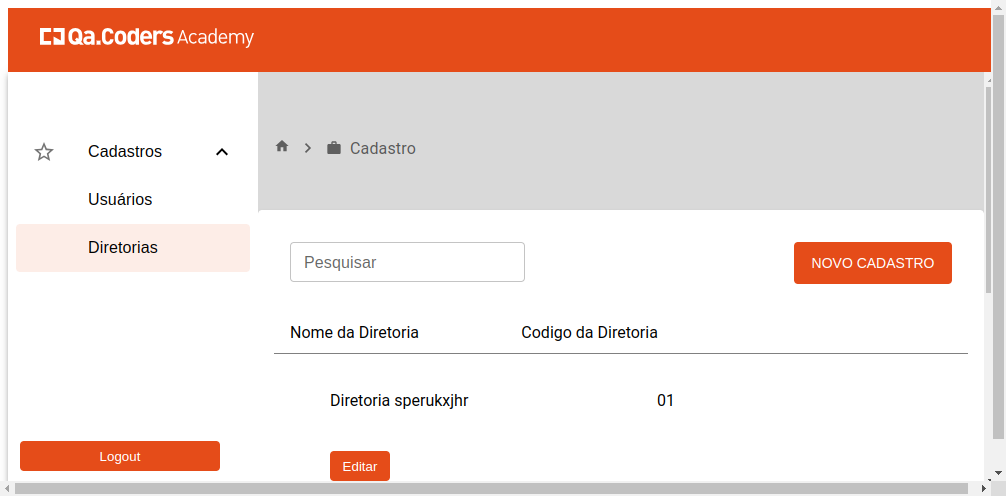 Qa.Coders Academy
Cadastros
Usuários
Diretorias
Logout
Cadastro
Pesquisar
NOVO CADASTRO
Nome da Diretoria Codigo da Diretoria
Diretoria sperukxjhr 01
Editar